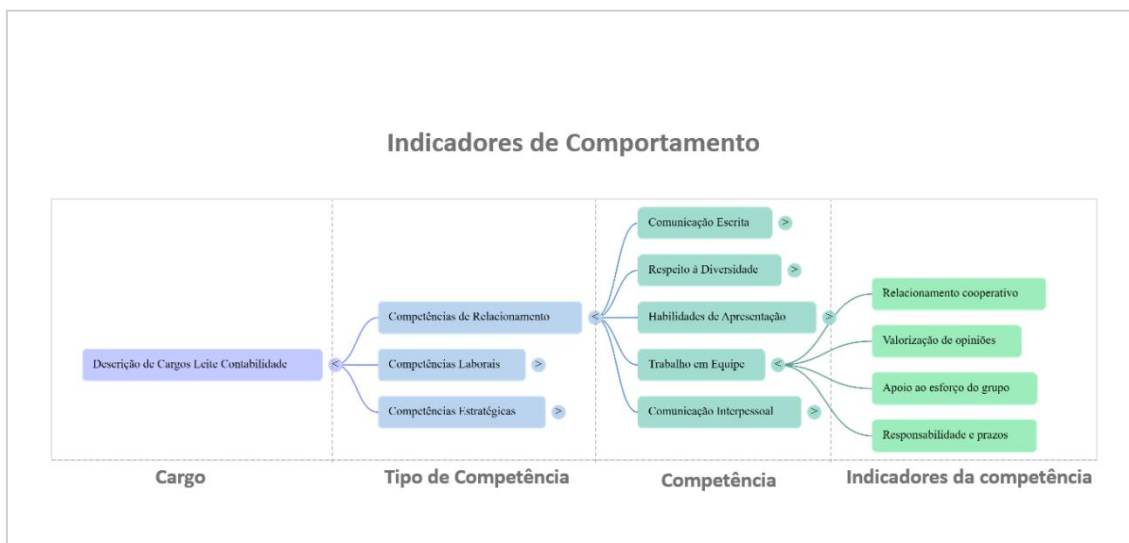 Indicadores de Comportamento
Descrição de Cargos Leite Contabilidade
<
Competências de Relacionamento
<
Competências Laborais
>
Competências Estratégicas
>
Comunicação Escrita
>
Respeito à Diversidade
>
Habilidades de Apresentação
>
Trabalho em Equipe
<
Comunicação Interpessoal
>
Relacionamento cooperativo
Valorização de opiniões
Apoio ao esforço do grupo
Responsabilidade e prazos
Cargo
Tipo de Competência
Competência
Indicadores da competência